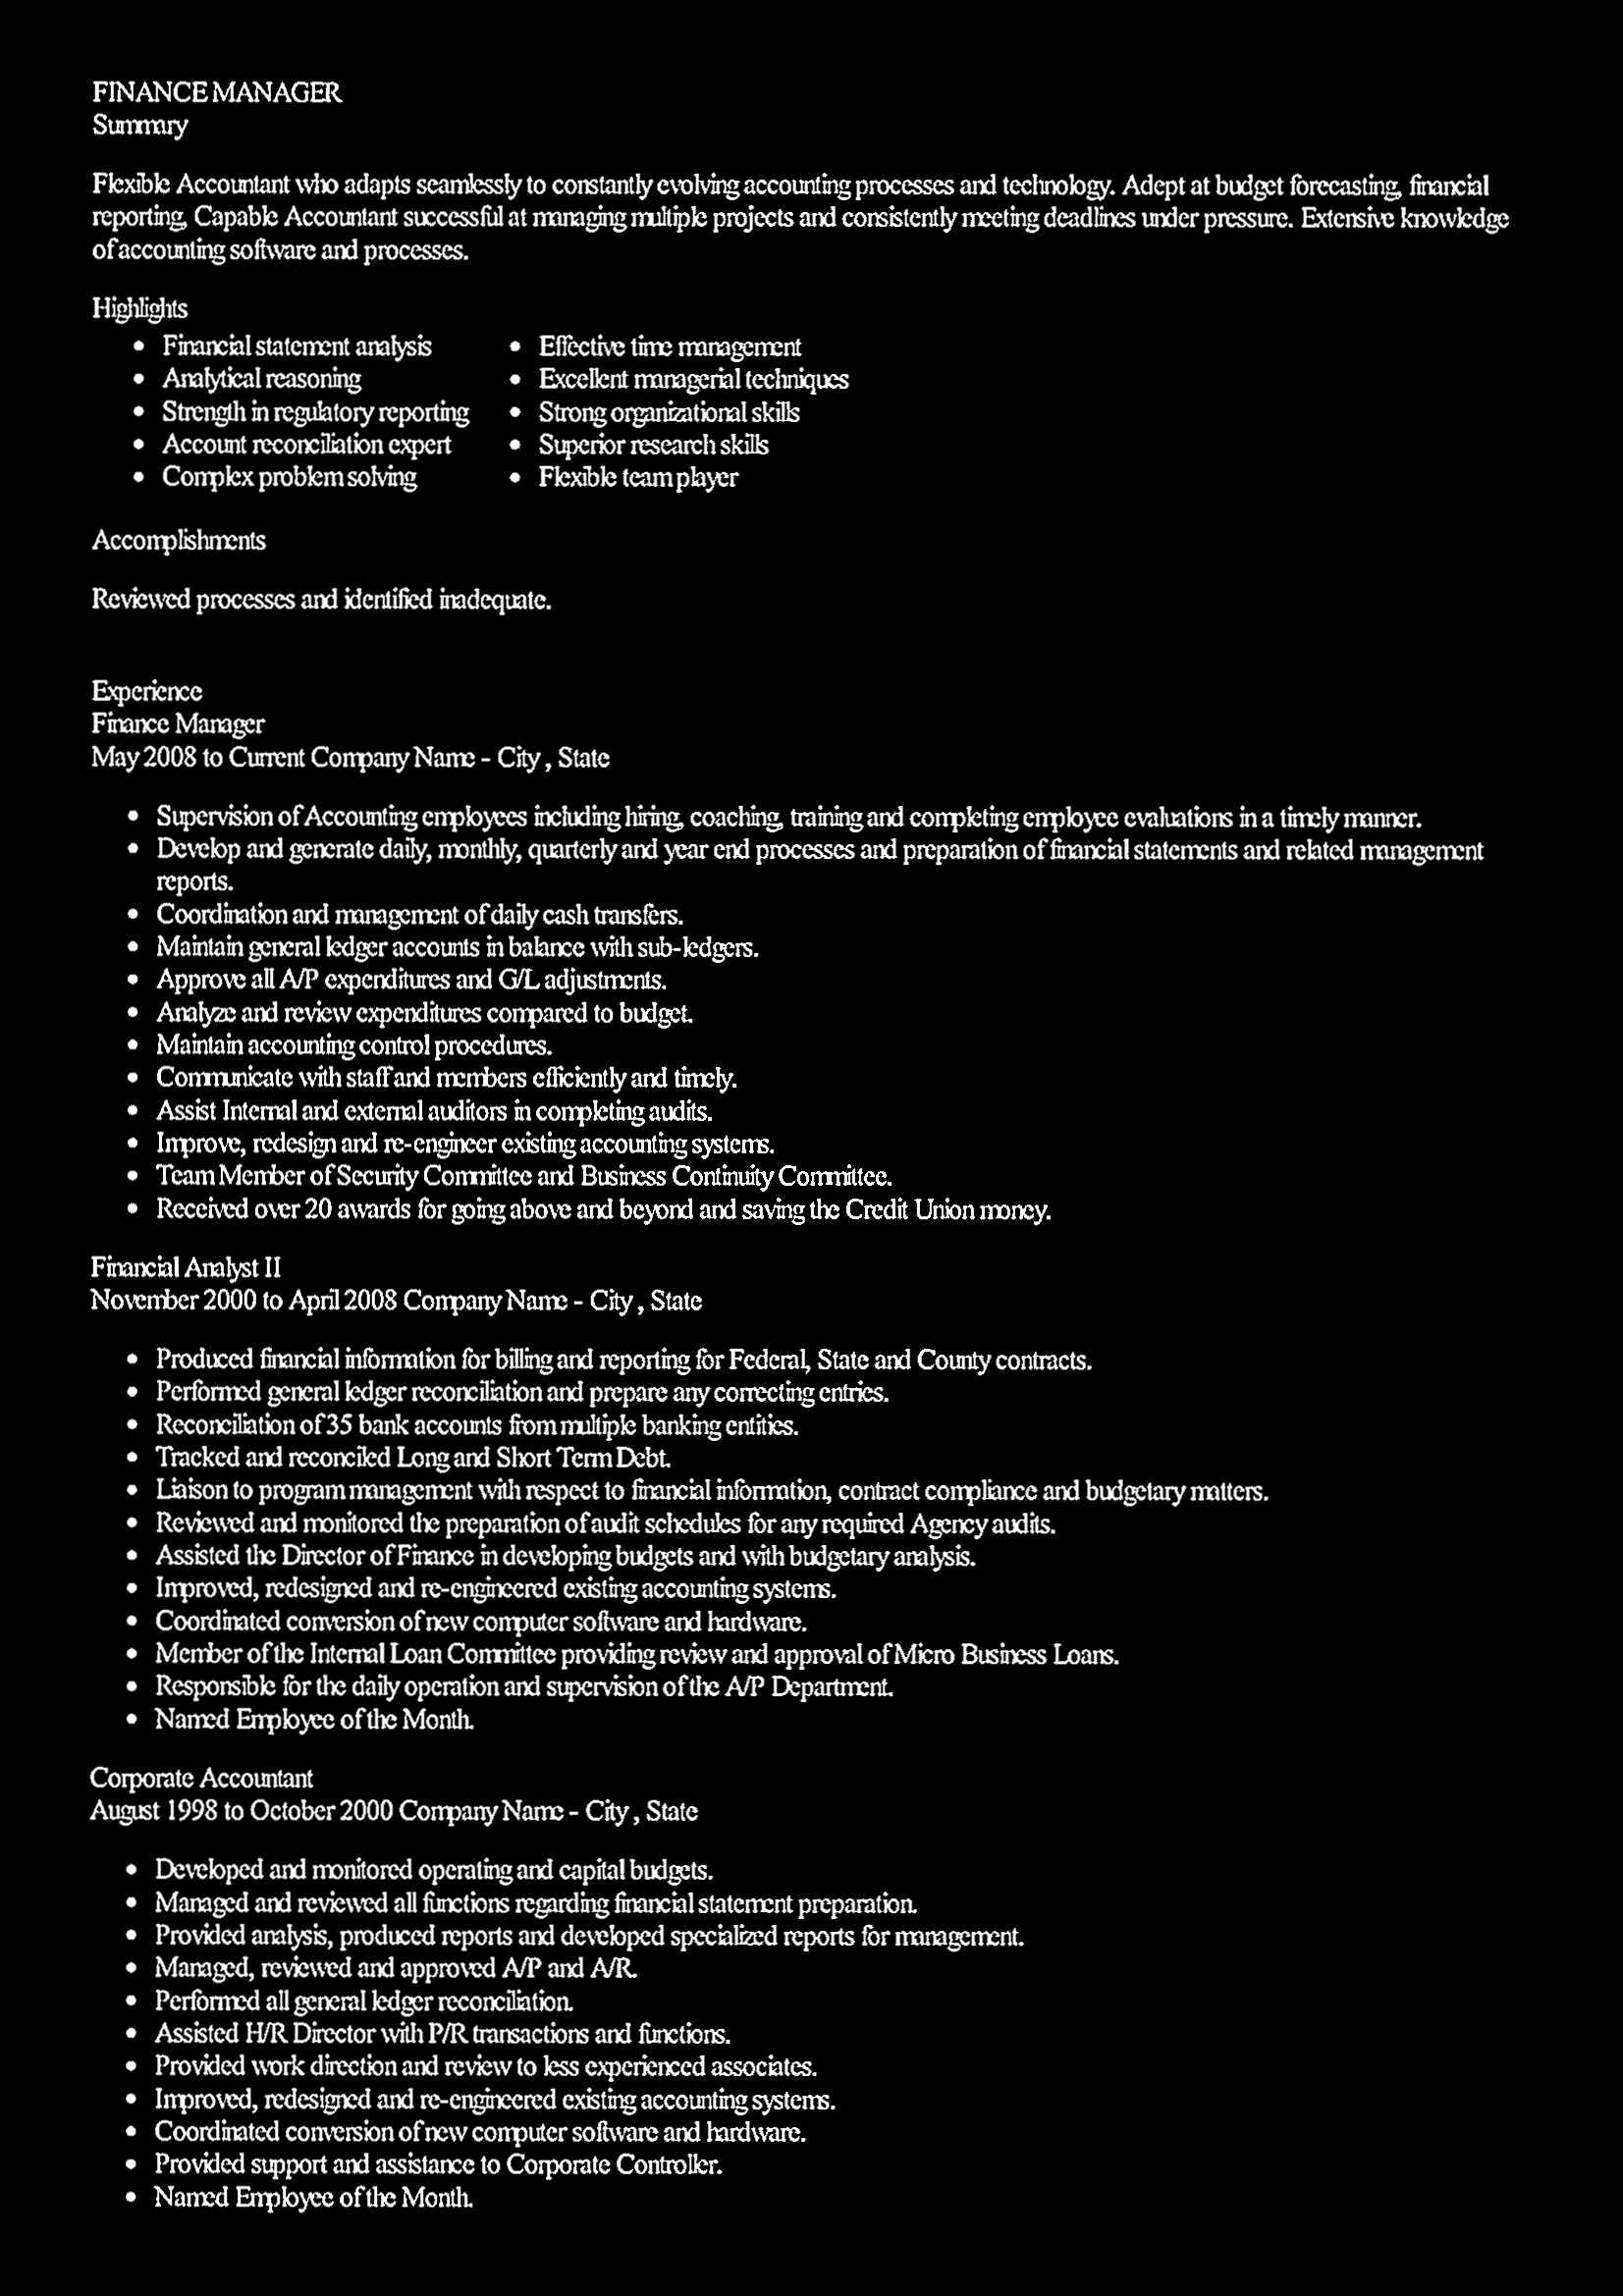 FINANCE MANAGER
Summary
Flexible Accountant who adapts seamlessly to constantly evolving accounting processes and technology. Adept at budget forecasting, financial
reporting, Capable Accountant successful at managing multiple projects and consistently meeting deadlines under pressure. Extensive knowledge
of accounting software and processes.
Highlights
• Financial statement analysis
• Analytical reasoning
• Strength in regulatory reporting
• Account reconciliation expert
• Complex problem solving
• Effective time management
• Excellent managerial techniques
• Strong organizational skills
• Superior research skills
• Flexible team player
Accomplishments
Reviewed processes and identified inadequate.
Experience
Finance Manager
May 2008 to Current Company Name - City , State
• Supervision of Accounting employees including hiring, coaching, training and completing employee evaluations in a timely manner.
• Develop and generate daily, monthly, quarterly and year end processes and preparation of financial statements and related management
reports.
• Coordination and management of daily cash transfers.
• Maintain general ledger accounts in balance with sub-ledgers.
• Approve all A/P expenditures and G/L adjustments.
• Analyze and review expenditures compared to budget.
• Maintain accounting control procedures.
• Communicate with staff and members efficiently and timely.
• Assist Internal and external auditors in completing audits.
• Improve, redesign and re-engineer existing accounting systems.
• Team Member of Security Committee and Business Continuity Committee.
• Received over 20 awards for going above and beyond and saving the Credit Union money.
Financial Analyst II
November 2000 to April 2008 Company Name - City , State
• Produced financial information for billing and reporting for Federal, State and County contracts.
• Performed general ledger reconciliation and prepare any correcting entries.
• Reconciliation of 35 bank accounts from multiple banking entities.
• Tracked and reconciled Long and Short Term Debt.
• Liaison to program management with respect to financial information, contract compliance and budgetary matters.
• Reviewed and monitored the preparation of audit schedules for any required Agency audits.
• Assisted the Director of Finance in developing budgets and with budgetary analysis.
• Improved, redesigned and re-engineered existing accounting systems.
• Coordinated conversion of new computer software and hardware.
• Member of the Internal Loan Committee providing review and approval of Micro Business Loans.
• Responsible for the daily operation and supervision of the A/P Department.
• Named Employee of the Month.
Corporate Accountant
August 1998 to October 2000 Company Name - City , State
• Developed and monitored operating and capital budgets.
• Managed and reviewed all functions regarding financial statement preparation.
• Provided analysis, produced reports and developed specialized reports for management.
• Managed, reviewed and approved A/P and A/R.
• Performed all general ledger reconciliation.
• Assisted H/R Director with P/R transactions and functions.
• Provided work direction and review to less experienced associates.
• Improved, redesigned and re-engineered existing accounting systems.
• Coordinated conversion of new computer software and hardware.
• Provided support and assistance to Corporate Controller.
• Named Employee of the Month.